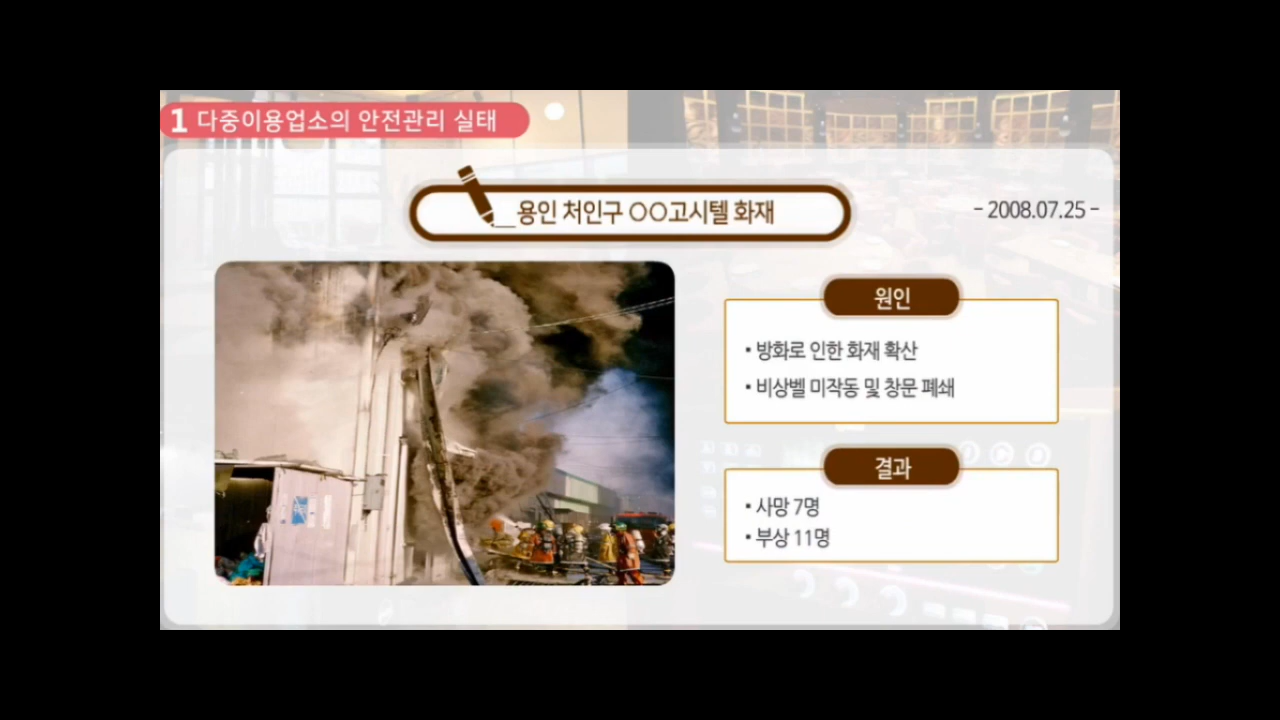 1 다중이용업소의 안전관리 실태
용인 처인구 ○○고시텔 화재
- 2008.07.25 -
원인
• 방화로 인한 화재 확산
• 비상벨 미작동 및 창문 폐쇄
결과
• 사망 7명
• 부상 11명